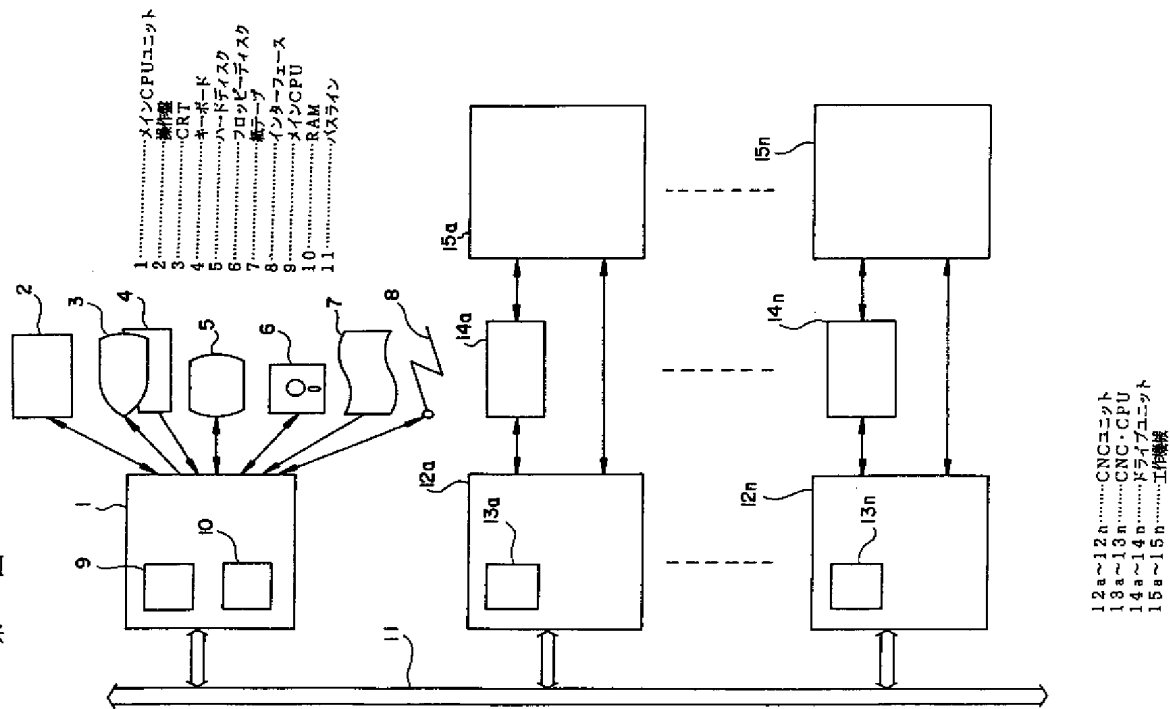 1………メインCPUユニット
2………操作盤
3………CRT
4………キーボード
5………ハードディスク
6………フロッピーディスク
7………紙テープ
8………インターフェース
9………メインCPU
10………RAM
11………バスライン
2
3
4
5
6
7
8
1
9
10
11
12a
13a
14a
15a
12n
13n
14n
15n
12a~12n………CNCユニット
13a~13n………CNC・CPU
14a~14n………ドライブユニット
15a~15n………工作機械